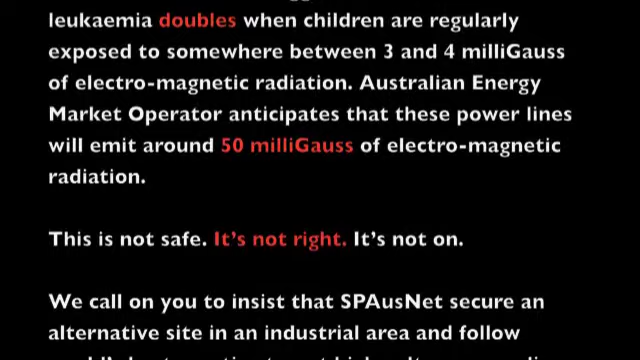 leukaemia doubles when children are regularly
exposed to somewhere between 3 and 4 milliGauss
of electro-magnetic radiation. Australian Energy
Market Operator anticipates that these power lines
will emit around 50 milliGauss of electro-magnetic
radiation.
This is not safe. It's not right. It's not on.
We call on you to insist that SPAusNet secure an
alternative site in an industrial area and follow